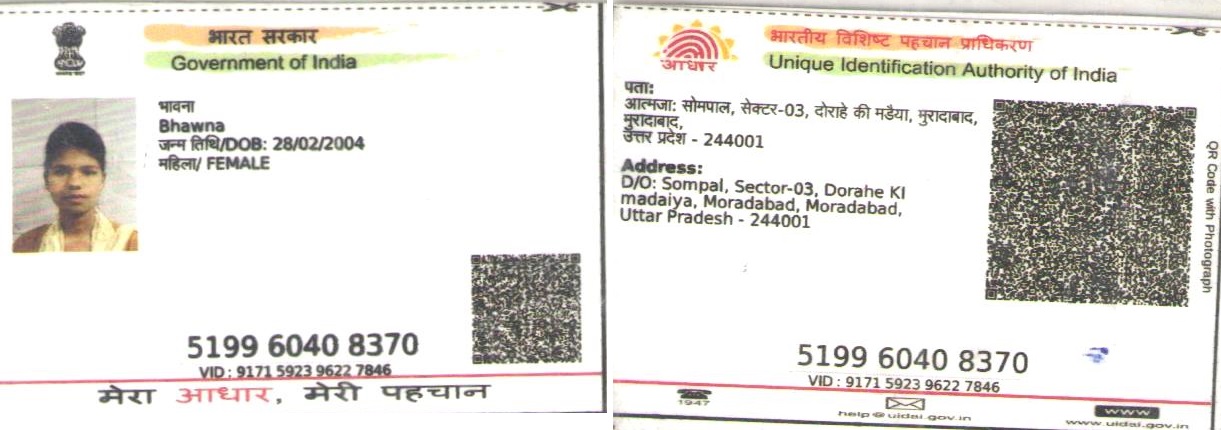 भारत सरकार
Government of India
भावना
Bhawna
जन्म तिथि/DOB: 28/02/2004
महिला/ FEMALE
5199 6040 8370
VID : 9171 5923 9622 7846
मेरा आधार, मेरी पहचान
आधार
भारतीय विशिष्ट पहचान प्राधिकरण
Unique Identification Authority of India
पता:
आत्मजा: सोमपाल, सेक्टर-03, दोराहे की मडैया, मुरादाबाद,
मुरादाबाद,
उत्तर प्रदेश - 244001
Address:
D/O: Sompal, Sector-03, Dorahe KI
madaiya, Moradabad, Moradabad,
Uttar Pradesh - 244001
QR Code with Photograph
5199 6040 8370
VID : 9171 5923 9622 7846
1947
help@uidai.gov.in
www
www.uidai.gov.in